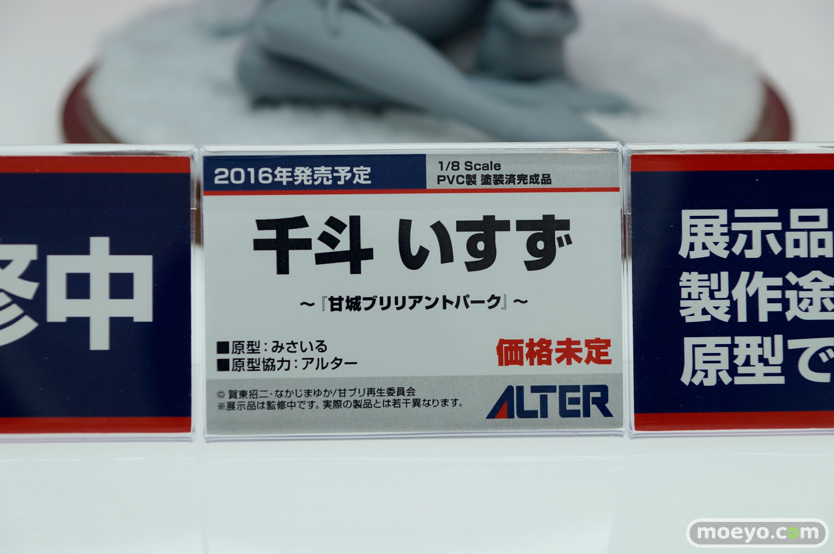 修中
2016年発売予定
1/8 Scale
PVC製 塗装済完成品
千斗 いすず
～『甘城ブリリアントパーク』～
■原型：みさいる
■原型協力：アルター
価格未定
© 賀東招二・なかじまゆか/甘ブリ再生委員会
※展示品は監修中です。実際の製品とは若干異なります。
ALTER
展示品
製作途
原型で
moeyo.com